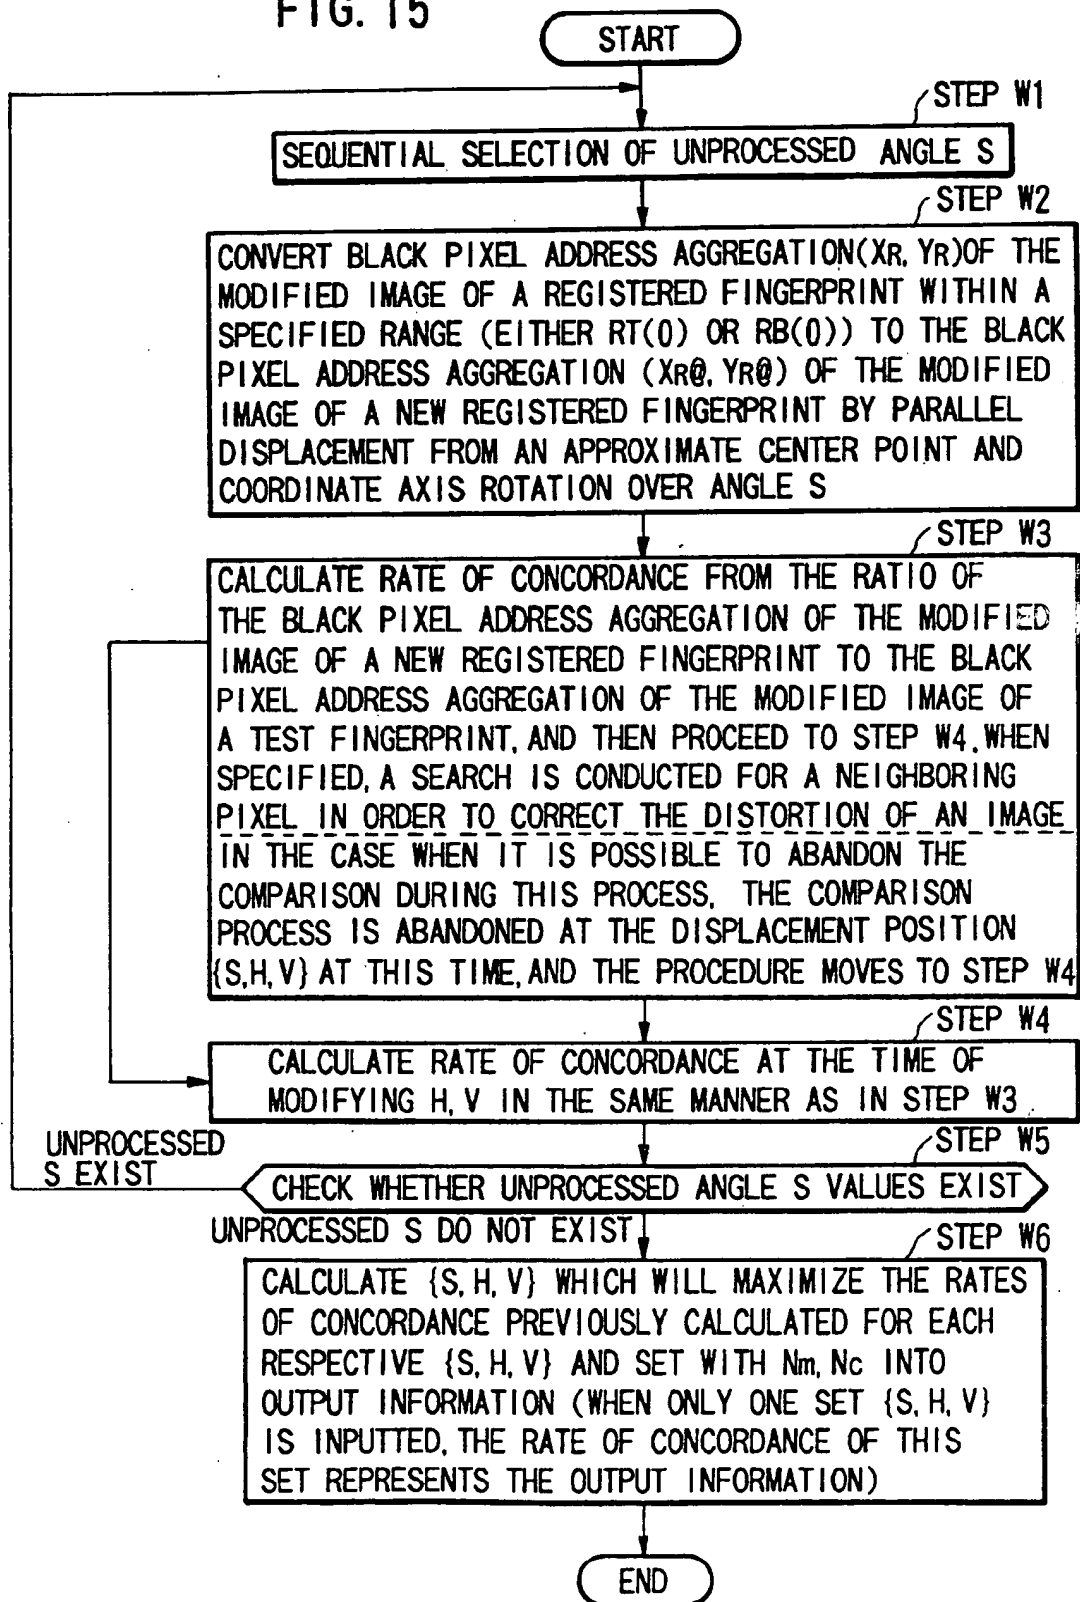 FIG. 15
START
STEP W1
SEQUENTIAL SELECTION OF UNPROCESSED ANGLE S
STEP W2
CONVERT BLACK PIXEL ADDRESS AGGREGATION(XR, YR)OF THE
MODIFIED IMAGE OF A REGISTERED FINGERPRINT WITHIN A
SPECIFIED RANGE (EITHER RT(0) OR RB(0)) TO THE BLACK
PIXEL ADDRESS AGGREGATION (XR@, YR@) OF THE MODIFIED
IMAGE OF A NEW REGISTERED FINGERPRINT BY PARALLEL
DISPLACEMENT FROM AN APPROXIMATE CENTER POINT AND
COORDINATE AXIS ROTATION OVER ANGLE S
STEP W3
CALCULATE RATE OF CONCORDANCE FROM THE RATIO OF
THE BLACK PIXEL ADDRESS AGGREGATION OF THE MODIFIED
IMAGE OF A NEW REGISTERED FINGERPRINT TO THE BLACK
PIXEL ADDRESS AGGREGATION OF THE MODIFIED IMAGE OF
A TEST FINGERPRINT, AND THEN PROCEED TO STEP W4, WHEN
SPECIFIED, A SEARCH IS CONDUCTED FOR A NEIGHBORING
PIXEL IN ORDER TO CORRECT THE DISTORTION OF AN IMAGE
IN THE CASE WHEN IT IS POSSIBLE TO ABANDON THE
COMPARISON DURING THIS PROCESS, THE COMPARISON
PROCESS IS ABANDONED AT THE DISPLACEMENT POSITION
{S,H,V} AT THIS TIME, AND THE PROCEDURE MOVES TO STEP W4
STEP W4
CALCULATE RATE OF CONCORDANCE AT THE TIME OF
MODIFYING H, V IN THE SAME MANNER AS IN STEP W3
UNPROCESSED
S EXIST
STEP W5
CHECK WHETHER UNPROCESSED ANGLE S VALUES EXIST
UNPROCESSED S DO NOT EXIST
STEP W6
CALCULATE {S, H, V} WHICH WILL MAXIMIZE THE RATES
OF CONCORDANCE PREVIOUSLY CALCULATED FOR EACH
RESPECTIVE {S, H, V} AND SET WITH Nm, Nc INTO
OUTPUT INFORMATION (WHEN ONLY ONE SET {S, H, V}
IS INPUTTED, THE RATE OF CONCORDANCE OF THIS
SET REPRESENTS THE OUTPUT INFORMATION)
END